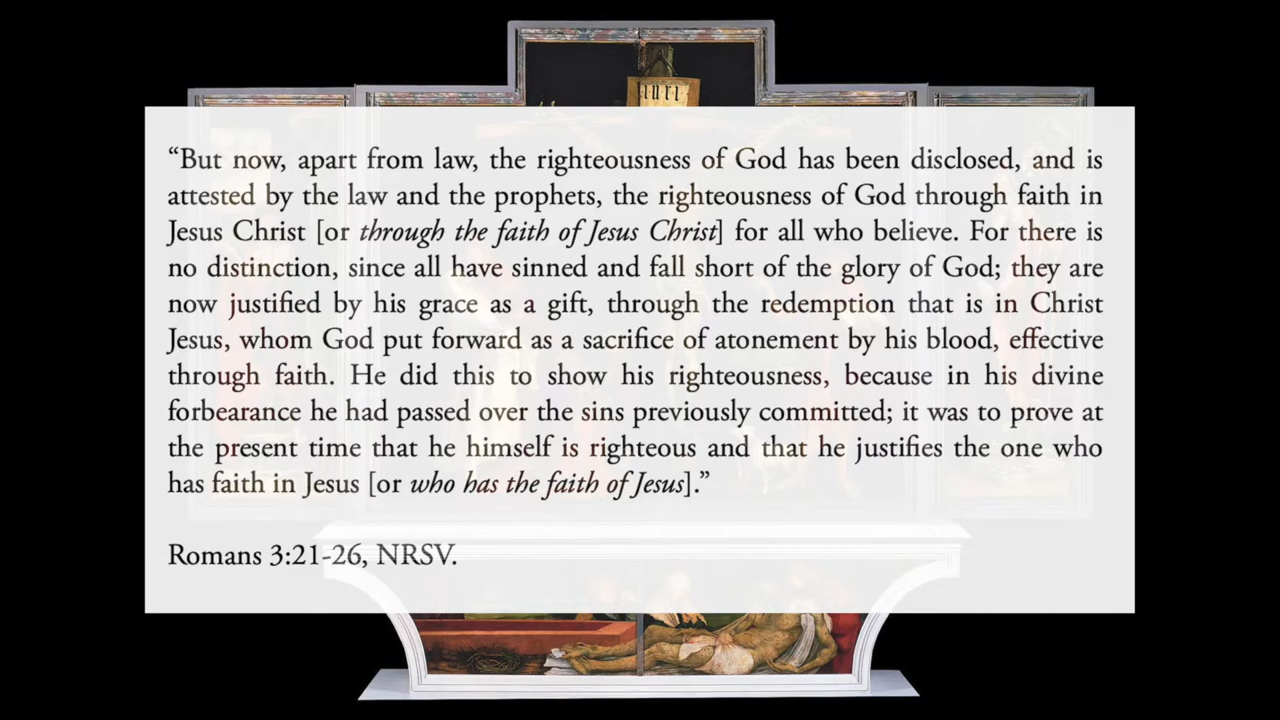 INRI
“But now, apart from law, the righteousness of God has been disclosed, and is
attested by the law and the prophets, the righteousness of God through faith in
Jesus Christ [or through the faith of Jesus Christ] for all who believe. For there is
no distinction, since all have sinned and fall short of the glory of God; they are
now justified by his grace as a gift, through the redemption that is in Christ
Jesus, whom God put forward as a sacrifice of atonement by his blood, effective
through faith. He did this to show his righteousness, because in his divine
forbearance he had passed over the sins previously committed; it was to prove at
the present time that he himself is righteous and that he justifies the one who
has faith in Jesus [or who has the faith of Jesus].”
Romans 3:21-26, NRSV.